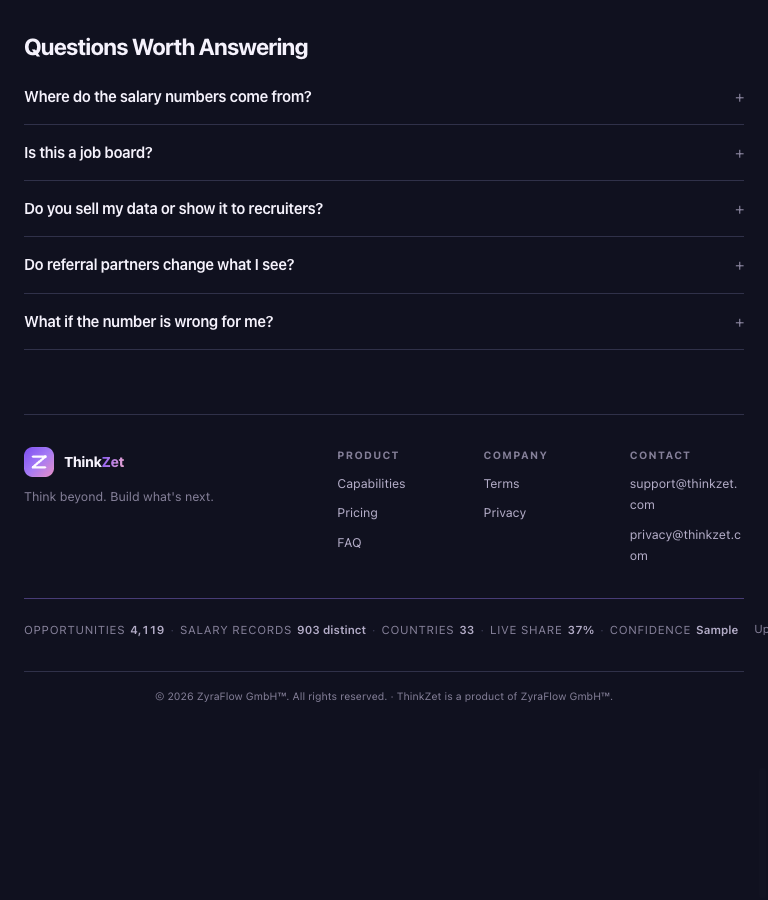 Questions Worth Answering
Where do the salary numbers come from? +
Is this a job board? +
Do you sell my data or show it to recruiters? +
Do referral partners change what I see? +
What if the number is wrong for me? +
ThinkZet
Think beyond. Build what's next.
PRODUCT
Capabilities
Pricing
FAQ
COMPANY
Terms
Privacy
CONTACT
support@thinkzet.
com
privacy@thinkzet.c
om
OPPORTUNITIES 4,119 · SALARY RECORDS 903 distinct · COUNTRIES 33 · LIVE SHARE 37% · CONFIDENCE Sample Up
© 2026 ZyraFlow GmbH™. All rights reserved. · ThinkZet is a product of ZyraFlow GmbH™.